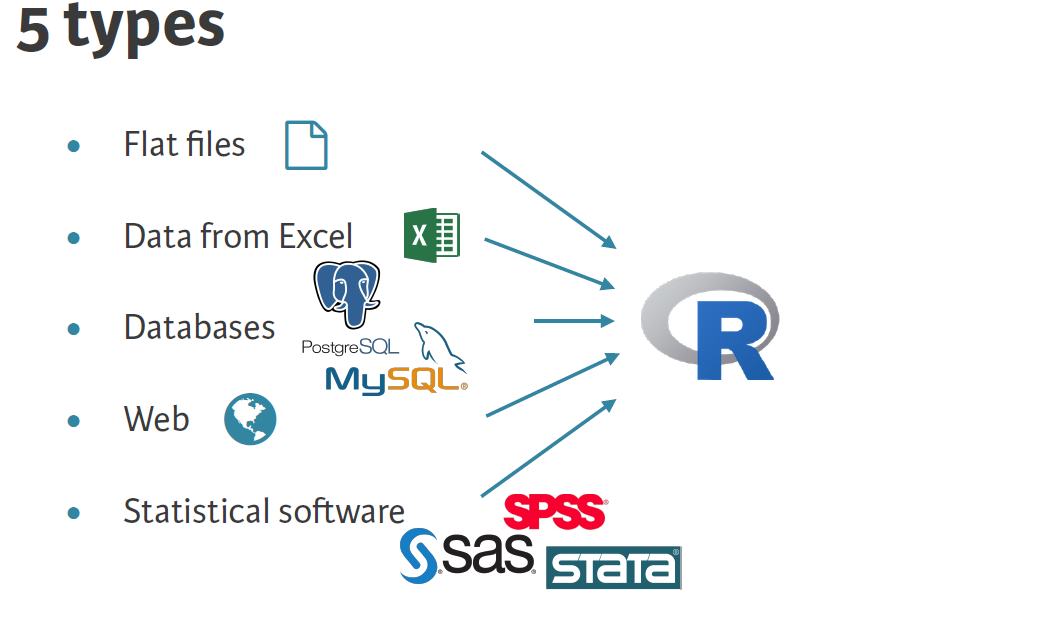 5 types
• Flat files
• Data from Excel
X
• Databases
PostgreSQL
MySQL®
• Web
• Statistical software
SPSS®
sas®
STATA®
R